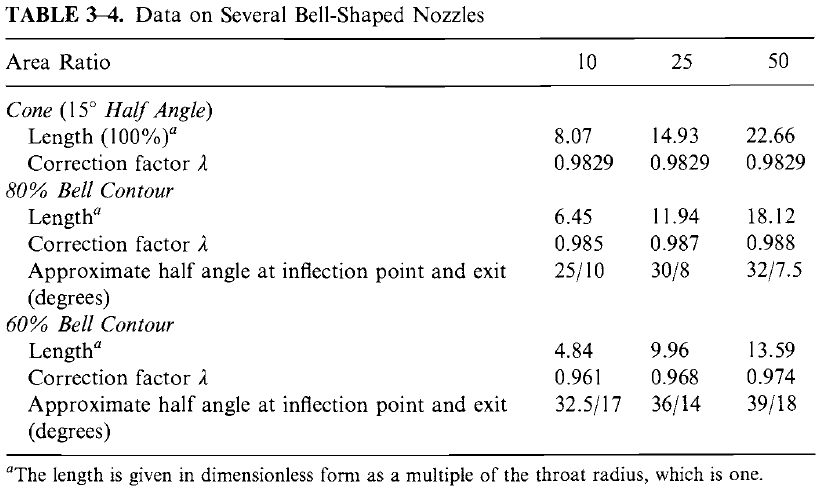 TABLE 3–4. Data on Several Bell-Shaped Nozzles
Area Ratio 10 25 50
Cone (15° Half Angle)
Length (100%)a 8.07 14.93 22.66
Correction factor λ 0.9829 0.9829 0.9829
80% Bell Contour
Lengtha 6.45 11.94 18.12
Correction factor λ 0.985 0.987 0.988
Approximate half angle at inflection point and exit 25/10 30/8 32/7.5
(degrees)
60% Bell Contour
Lengtha 4.84 9.96 13.59
Correction factor λ 0.961 0.968 0.974
Approximate half angle at inflection point and exit 32.5/17 36/14 39/18
(degrees)
aThe length is given in dimensionless form as a multiple of the throat radius, which is one.